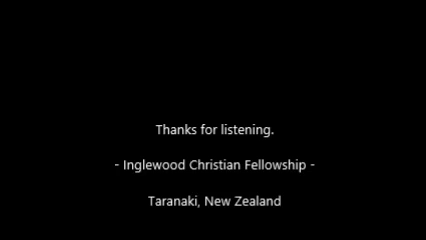 Thanks for listening.
- Inglewood Christian Fellowship -
Taranaki, New Zealand